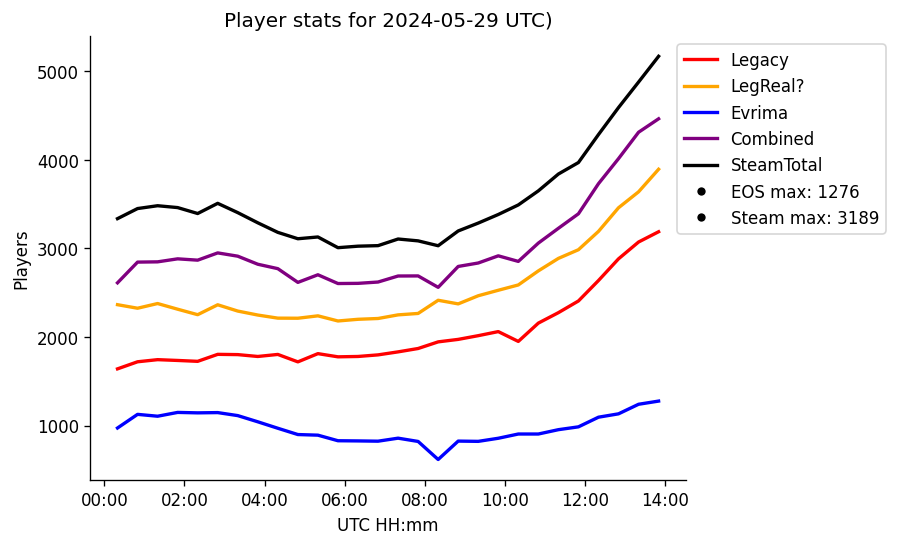 Player stats for 2024-05-29 UTC)
Players
5000
4000
3000
2000
1000
00:00 02:00 04:00 06:00 08:00 10:00 12:00 14:00
UTC HH:mm
Legacy
LegReal?
Evrima
Combined
SteamTotal
EOS max: 1276
Steam max: 3189